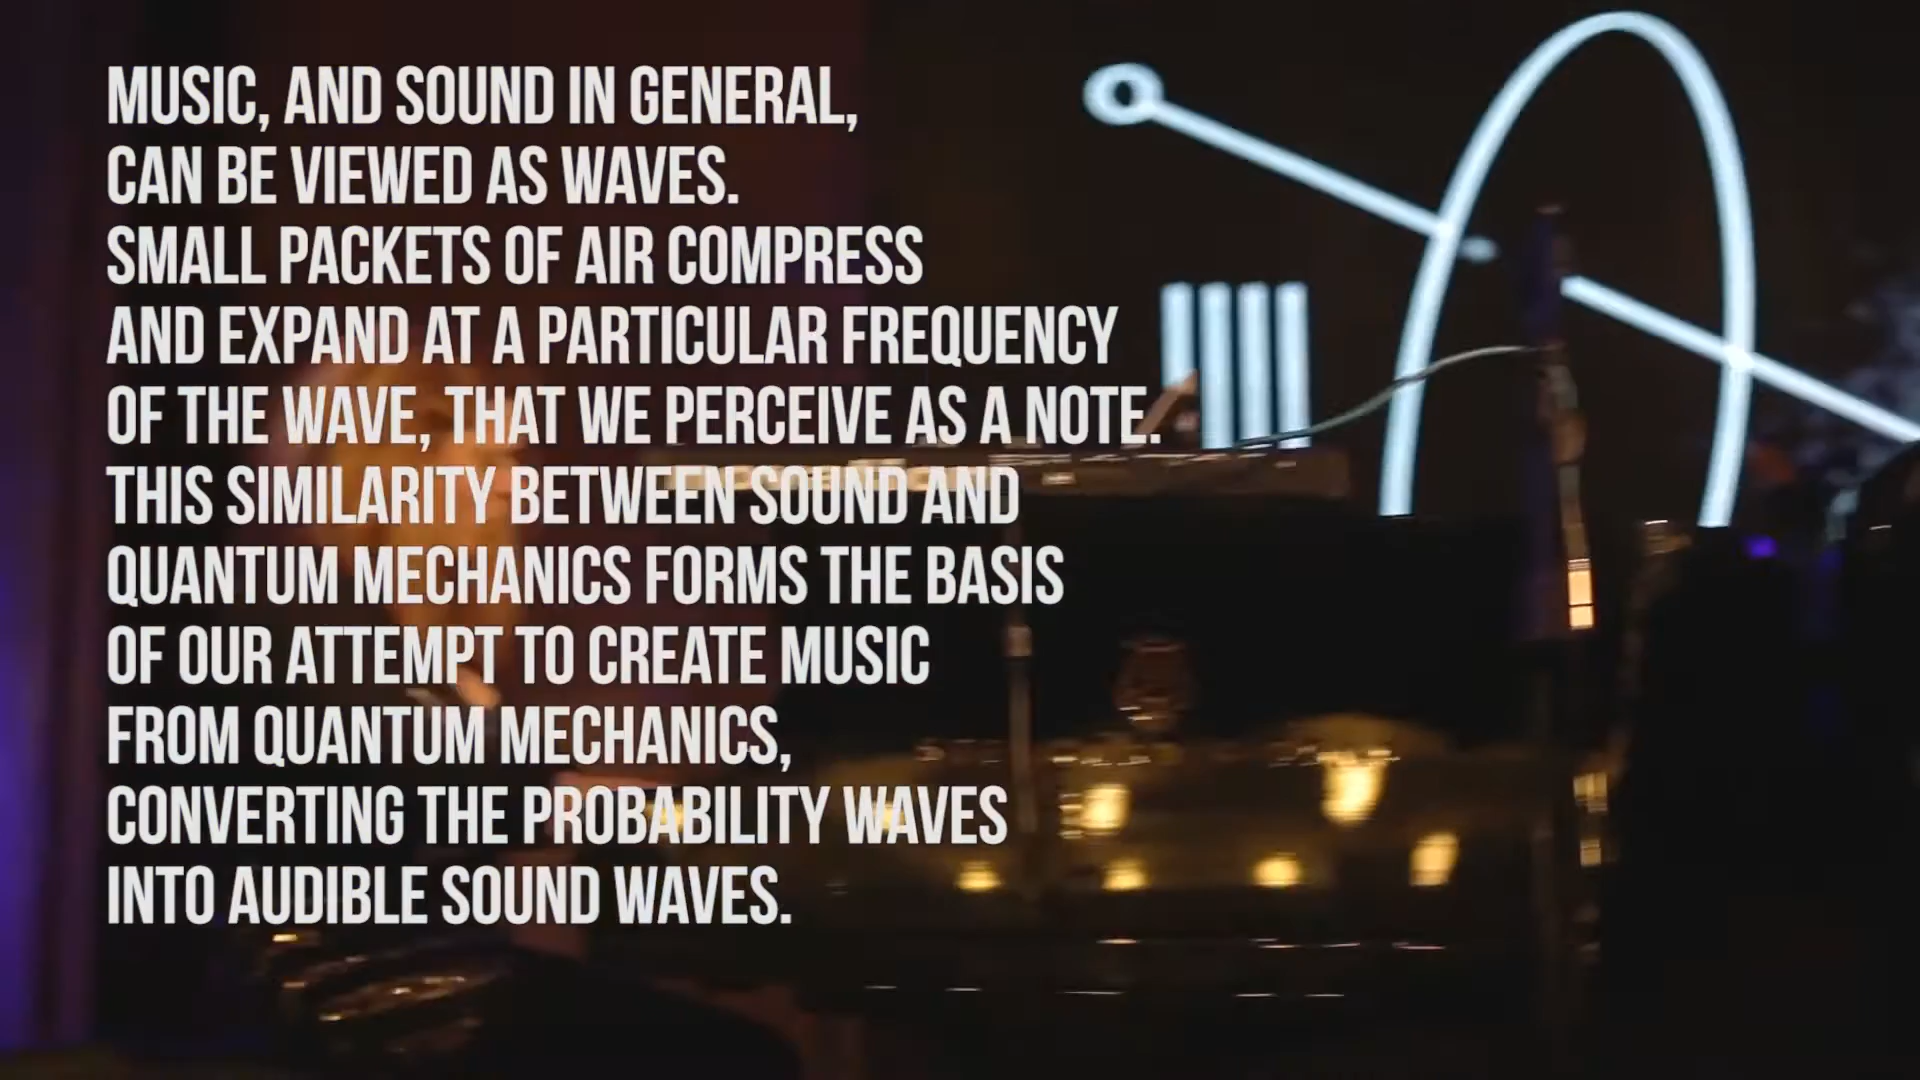 MUSIC, AND SOUND IN GENERAL,
CAN BE VIEWED AS WAVES.
SMALL PACKETS OF AIR COMPRESS
AND EXPAND AT A PARTICULAR FREQUENCY
OF THE WAVE, THAT WE PERCEIVE AS A NOTE.
THIS SIMILARITY BETWEEN SOUND AND
QUANTUM MECHANICS FORMS THE BASIS
OF OUR ATTEMPT TO CREATE MUSIC
FROM QUANTUM MECHANICS,
CONVERTING THE PROBABILITY WAVES
INTO AUDIBLE SOUND WAVES.